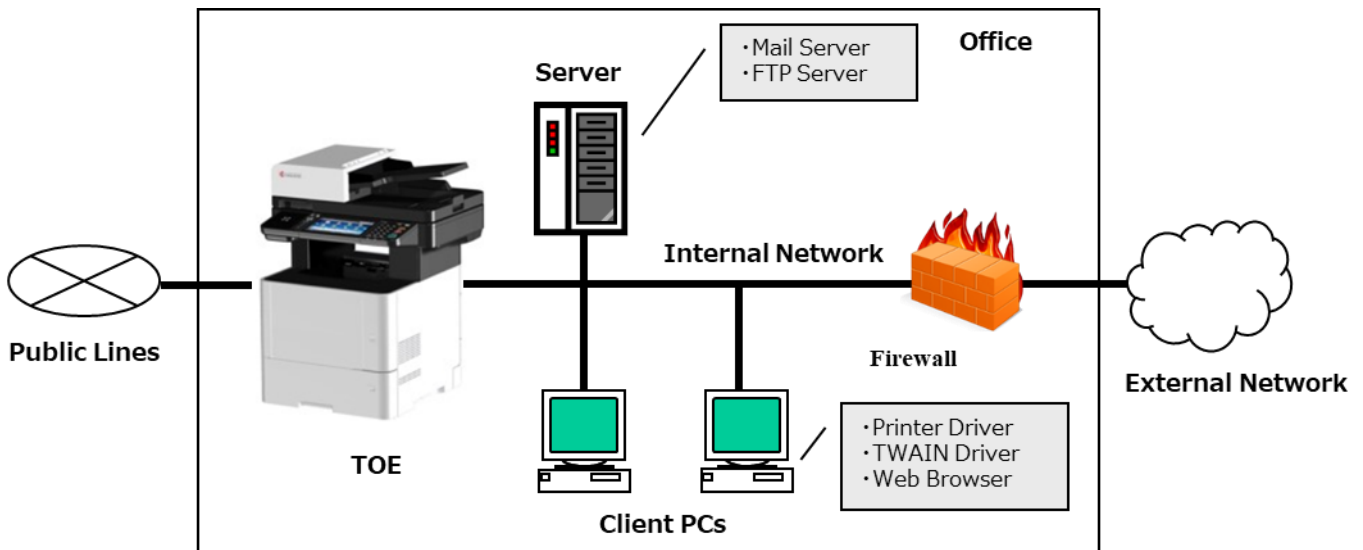 Office
・Mail Server
・FTP Server
Server
Internal Network
Public Lines
Firewall
External Network
TOE
・Printer Driver
・TWAIN Driver
・Web Browser
Client PCs